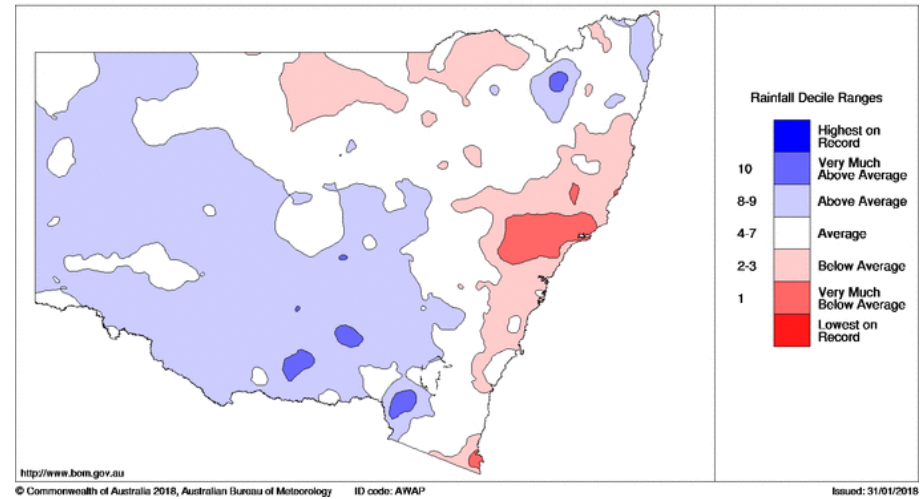 Rainfall Decile Ranges
Highest on
Record
10
Very Much
Above Average
8-9
Above Average
4-7
Average
2-3
Below Average
1
Very Much
Below Average
Lowest on
Record
http://www.bom.gov.au
© Commonwealth of Australia 2018, Australian Bureau of Meteorology ID code: AWAP Issued: 31/01/2018